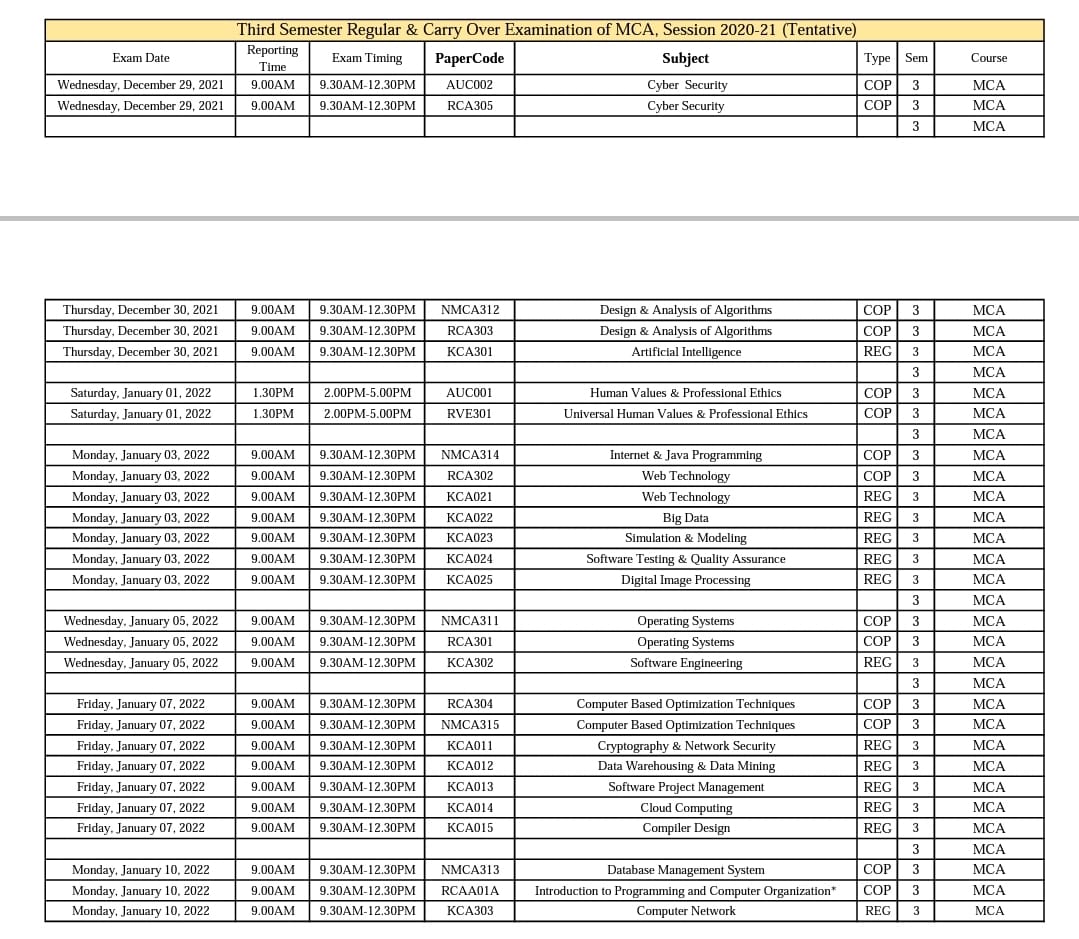 Third Semester Regular & Carry Over Examination of MCA, Session 2020-21 (Tentative)
Exam Date Reporting Time Exam Timing PaperCode Subject Type Sem Course
Wednesday, December 29, 2021 9.00AM 9.30AM-12.30PM AUC002 Cyber Security COP 3 MCA
Wednesday, December 29, 2021 9.00AM 9.30AM-12.30PM RCA305 Cyber Security COP 3 MCA
3 MCA
Thursday, December 30, 2021 9.00AM 9.30AM-12.30PM NMCA312 Design & Analysis of Algorithms COP 3 MCA
Thursday, December 30, 2021 9.00AM 9.30AM-12.30PM RCA303 Design & Analysis of Algorithms COP 3 MCA
Thursday, December 30, 2021 9.00AM 9.30AM-12.30PM KCA301 Artificial Intelligence REG 3 MCA
3 MCA
Saturday, January 01, 2022 1.30PM 2.00PM-5.00PM AUC001 Human Values & Professional Ethics COP 3 MCA
Saturday, January 01, 2022 1.30PM 2.00PM-5.00PM RVE301 Universal Human Values & Professional Ethics COP 3 MCA
3 MCA
Monday, January 03, 2022 9.00AM 9.30AM-12.30PM NMCA314 Internet & Java Programming COP 3 MCA
Monday, January 03, 2022 9.00AM 9.30AM-12.30PM RCA302 Web Technology COP 3 MCA
Monday, January 03, 2022 9.00AM 9.30AM-12.30PM KCA021 Web Technology REG 3 MCA
Monday, January 03, 2022 9.00AM 9.30AM-12.30PM KCA022 Big Data REG 3 MCA
Monday, January 03, 2022 9.00AM 9.30AM-12.30PM KCA023 Simulation & Modeling REG 3 MCA
Monday, January 03, 2022 9.00AM 9.30AM-12.30PM KCA024 Software Testing & Quality Assurance REG 3 MCA
Monday, January 03, 2022 9.00AM 9.30AM-12.30PM KCA025 Digital Image Processing REG 3 MCA
3 MCA
Wednesday, January 05, 2022 9.00AM 9.30AM-12.30PM NMCA311 Operating Systems COP 3 MCA
Wednesday, January 05, 2022 9.00AM 9.30AM-12.30PM RCA301 Operating Systems COP 3 MCA
Wednesday, January 05, 2022 9.00AM 9.30AM-12.30PM KCA302 Software Engineering REG 3 MCA
3 MCA
Friday, January 07, 2022 9.00AM 9.30AM-12.30PM RCA304 Computer Based Optimization Techniques COP 3 MCA
Friday, January 07, 2022 9.00AM 9.30AM-12.30PM NMCA315 Computer Based Optimization Techniques COP 3 MCA
Friday, January 07, 2022 9.00AM 9.30AM-12.30PM KCA011 Cryptography & Network Security REG 3 MCA
Friday, January 07, 2022 9.00AM 9.30AM-12.30PM KCA012 Data Warehousing & Data Mining REG 3 MCA
Friday, January 07, 2022 9.00AM 9.30AM-12.30PM KCA013 Software Project Management REG 3 MCA
Friday, January 07, 2022 9.00AM 9.30AM-12.30PM KCA014 Cloud Computing REG 3 MCA
Friday, January 07, 2022 9.00AM 9.30AM-12.30PM KCA015 Compiler Design REG 3 MCA
3 MCA
Monday, January 10, 2022 9.00AM 9.30AM-12.30PM NMCA313 Database Management System COP 3 MCA
Monday, January 10, 2022 9.00AM 9.30AM-12.30PM RCAA01A Introduction to Programming and Computer Organization* COP 3 MCA
Monday, January 10, 2022 9.00AM 9.30AM-12.30PM KCA303 Computer Network REG 3 MCA